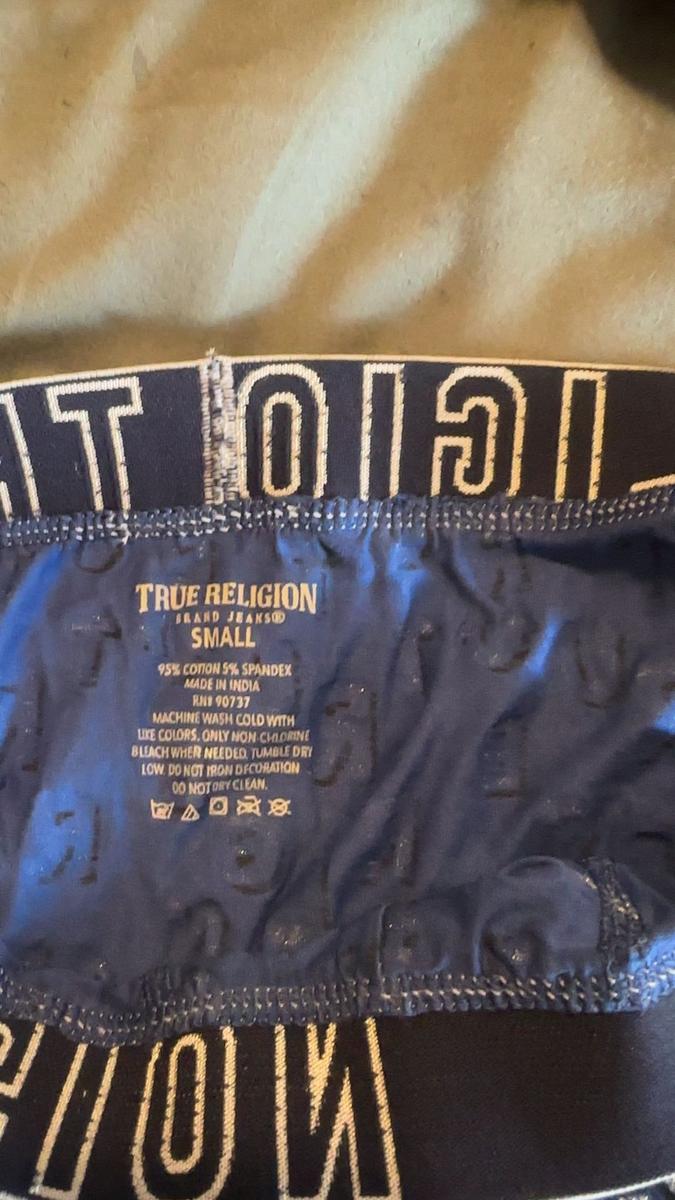 TRUE RELIGION
BRAND JEANS®
SMALL
95% COTTON 5% SPANDEX
MADE IN INDIA
RN# 90737
MACHINE WASH COLD WITH
LIKE COLORS. ONLY NON-CHLORINE
BLEACH WHEN NEEDED. TUMBLE DRY
LOW. DO NOT IRON DECORATION
DO NOT DRY CLEAN.